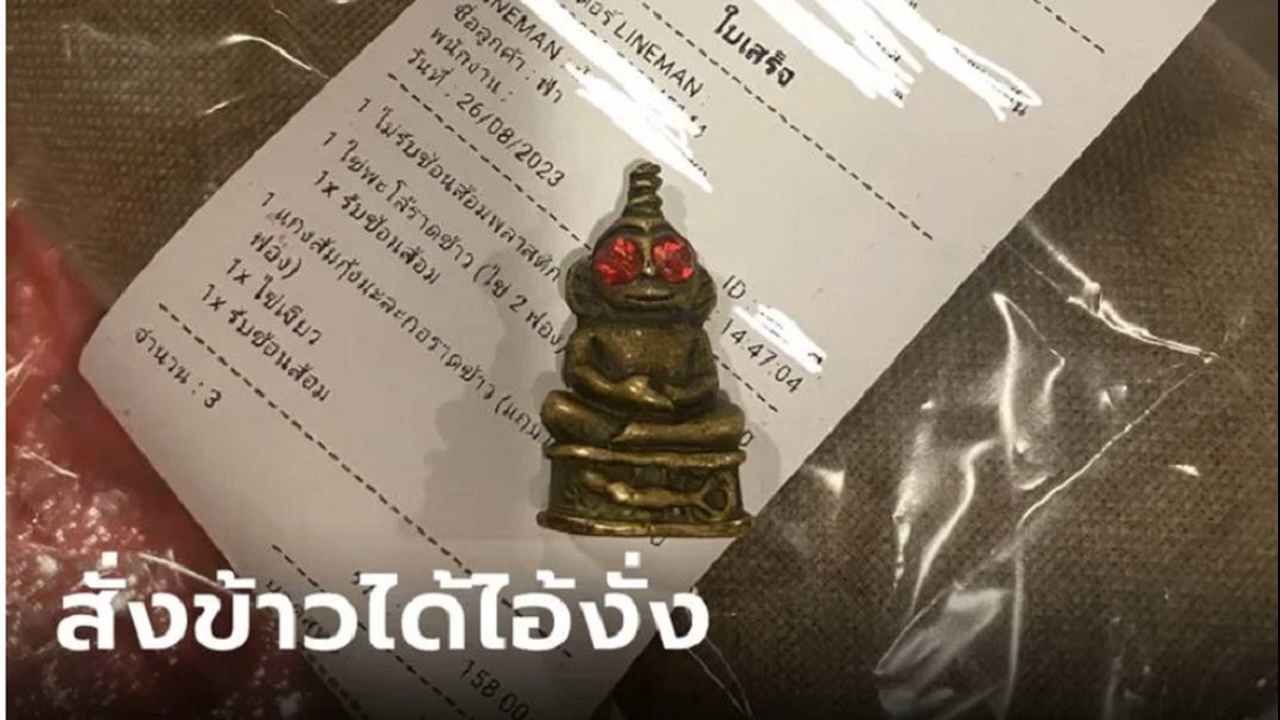 ใบเสร็จ
ดอร์ LINEMAN
LINEMAN
ชื่อลูกค้า : ฟ้า
พนักงาน :
วันที่ : 26/08/2023
ID :
14:47:04
1 ไม่รับช้อนส้อมพลาสติก
1 ไข่พะโล้ราดข้าว (ไข่ 2 ฟอง)
1x รับช้อนส้อม
1 แกงส้มกุ้งมะละกอราดข้าว (แถม
ฟอง)
1x ไข่เจียว
1x รับช้อนส้อม
จำนวน : 3
158.00
สั่งข้าวได้ไอ้งั่ง